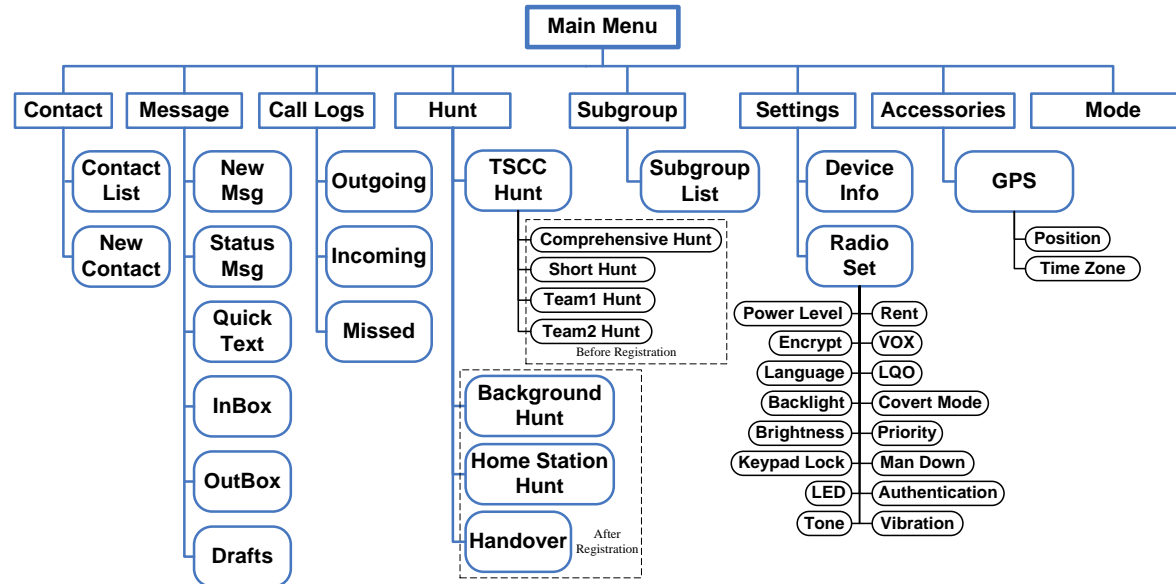 Main Menu
Contact
Message
Call Logs
Hunt
Subgroup
Settings
Accessories
Mode
Contact
List
New
Contact
New
Msg
Status
Msg
Quick
Text
InBox
OutBox
Drafts
Outgoing
Incoming
Missed
TSCC
Hunt
Comprehensive Hunt
Short Hunt
Team1 Hunt
Team2 Hunt
Before Registration
Background
Hunt
Home Station
Hunt
Handover
After
Registration
Subgroup
List
Device
Info
Radio
Set
Power Level
Rent
Encrypt
VOX
Language
LQO
Backlight
Covert Mode
Brightness
Priority
Keypad Lock
Man Down
LED
Authentication
Tone
Vibration
GPS
Position
Time Zone